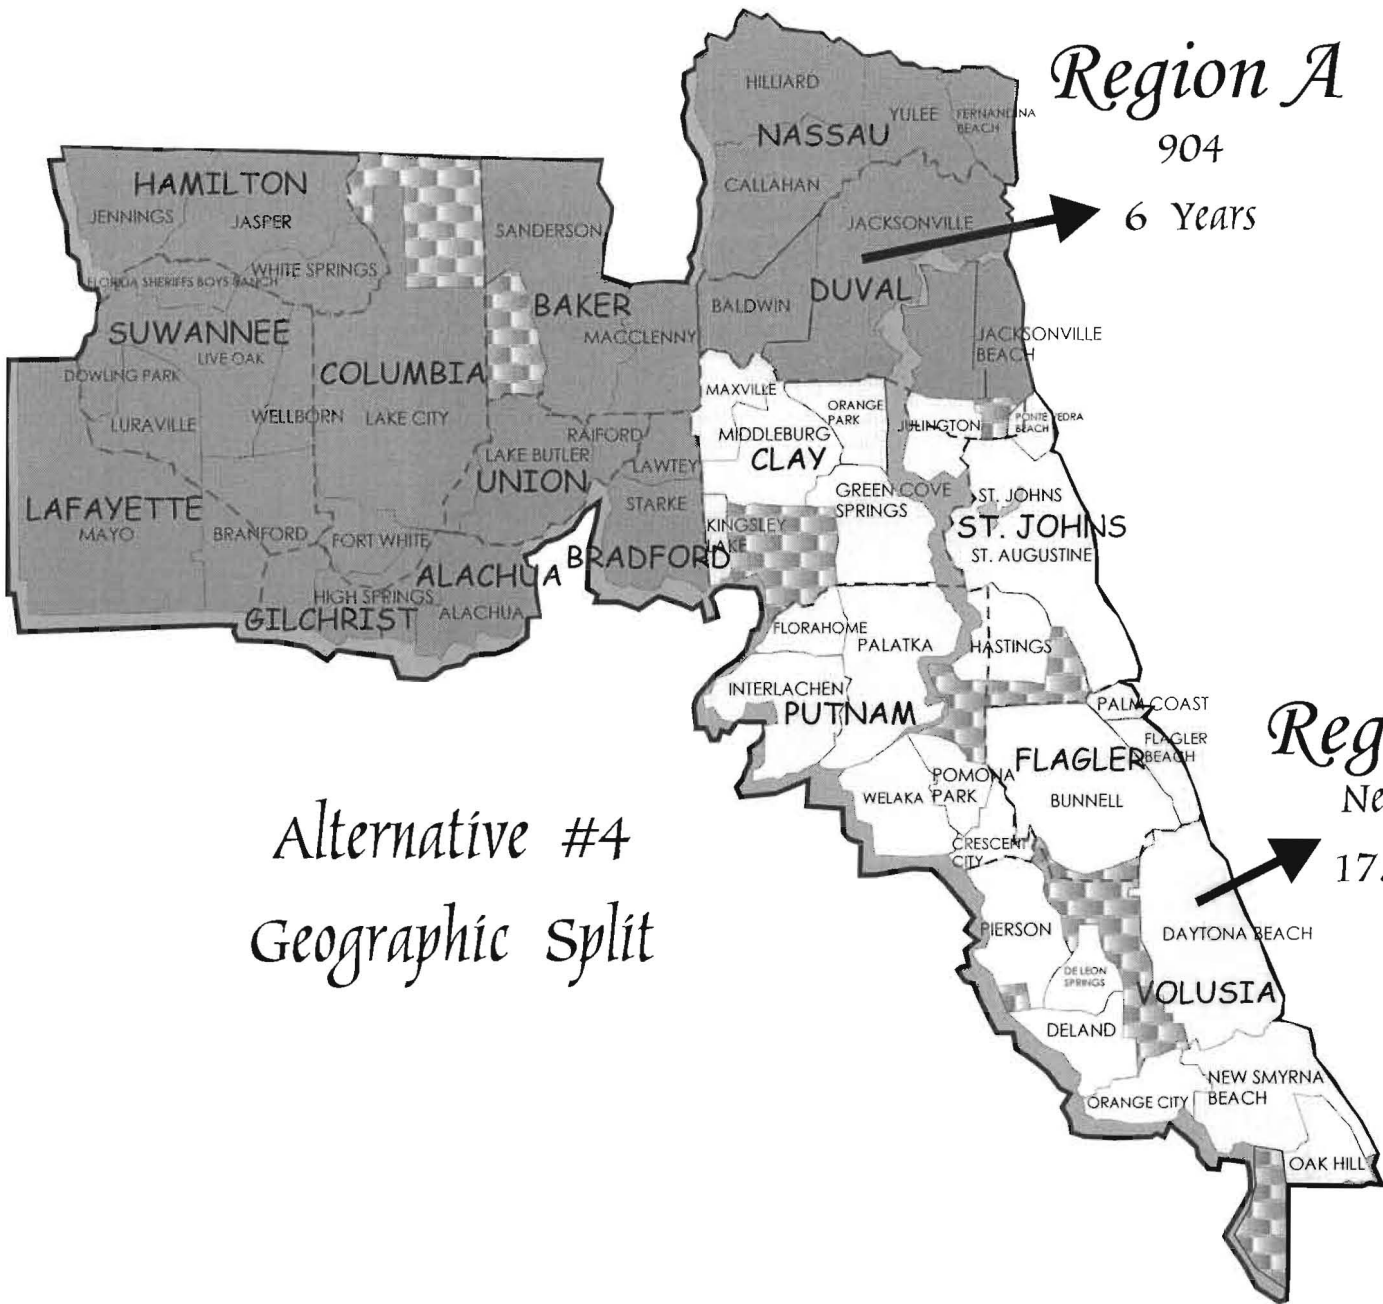 Region A
904
6 Years
HILLIARD
YULEE
FERNANDINA
BEACH
NASSAU
CALLAHAN
JACKSONVILLE
HAMILTON
JENNINGS
JASPER
SANDERSON
WHITE SPRINGS
FLORIDA SHERIFFS BOYS RANCH
BAKER
DUVAL
BALDWIN
SUWANNEE
LIVE OAK
MACCLENNY
JACKSONVILLE
BEACH
DOWLING PARK
COLUMBIA
MAXVILLE
LURAVILLE
WELLBORN
LAKE CITY
ORANGE
PARK
JULINGTON
PONTE VEDRA
BEACH
RAIFORD
MIDDLEBURG
CLAY
LAKE BUTLER
LAWTEY
UNION
LAFAYETTE
MAYO
STARKE
GREEN COVE
SPRINGS
ST. JOHNS
ST. JOHNS
ST. AUGUSTINE
BRANFORD
FORT WHITE
KINGSLEY
LAKE
BRADFORD
ALACHUA
HIGH SPRINGS
ALACHUA
GILCHRIST
FLORAHOME
PALATKA
HASTINGS
INTERLACHEN
PUTNAM
PALM COAST
FLAGLER
BEACH
FLAGLER
BUNNELL
Reg
Ne
17.
POMONA
PARK
WELAKA
CRESCENT
CITY
Alternative #4
Geographic Split
PIERSON
DAYTONA BEACH
DE LEON
SPRINGS
VOLUSIA
DELAND
NEW SMYRNA
BEACH
ORANGE CITY
OAK HILL